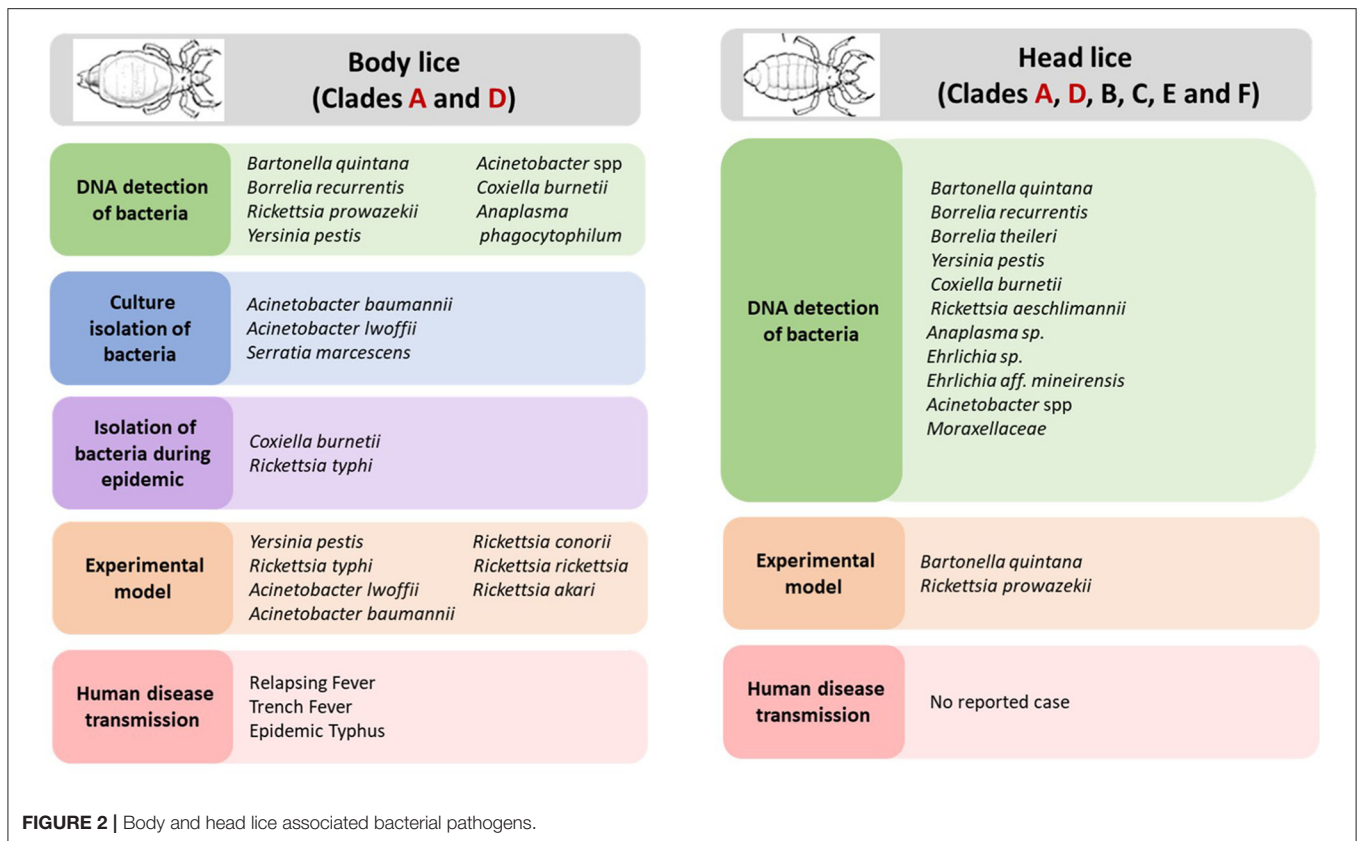 Body lice
(Clades A and D)
DNA detection
of bacteria
Bartonella quintana
Borrelia recurrentis
Rickettsia prowazekii
Yersinia pestis
Acinetobacter spp
Coxiella burnetii
Anaplasma
phagocytophilum
Culture
isolation of
bacteria
Acinetobacter baumannii
Acinetobacter lwoffii
Serratia marcescens
Isolation of
bacteria during
epidemic
Coxiella burnetii
Rickettsia typhi
Experimental
model
Yersinia pestis
Rickettsia typhi
Acinetobacter lwoffii
Acinetobacter baumannii
Rickettsia conorii
Rickettsia rickettsia
Rickettsia akari
Human disease
transmission
Relapsing Fever
Trench Fever
Epidemic Typhus
Head lice
(Clades A, D, B, C, E and F)
DNA detection
of bacteria
Bartonella quintana
Borrelia recurrentis
Borrelia theileri
Yersinia pestis
Coxiella burnetii
Rickettsia aeschlimannii
Anaplasma sp.
Ehrlichia sp.
Ehrlichia aff. mineirensis
Acinetobacter spp
Moraxellaceae
Experimental
model
Bartonella quintana
Rickettsia prowazekii
Human disease
transmission
No reported case
FIGURE 2 | Body and head lice associated bacterial pathogens.